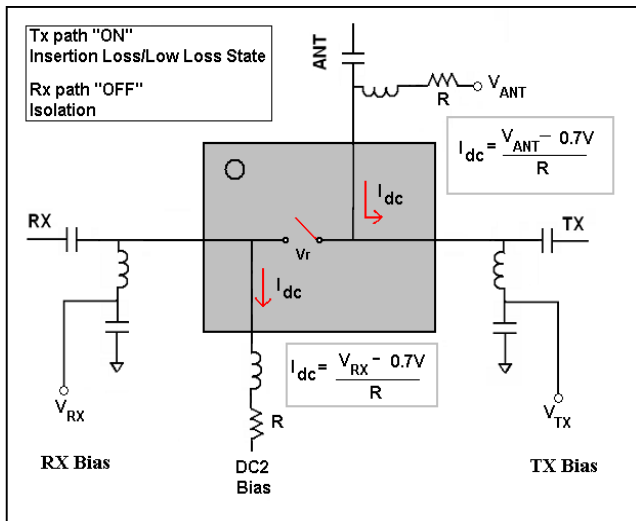 Tx path "ON"
Insertion Loss/Low Loss State
Rx path "OFF"
Isolation
ANT
R
V_ANT
I_dc = (V_ANT − 0.7V) / R
I_dc
RX
TX
Vr
I_dc
I_dc = (V_RX − 0.7V) / R
V_RX
R
V_TX
RX Bias
DC2
Bias
TX Bias